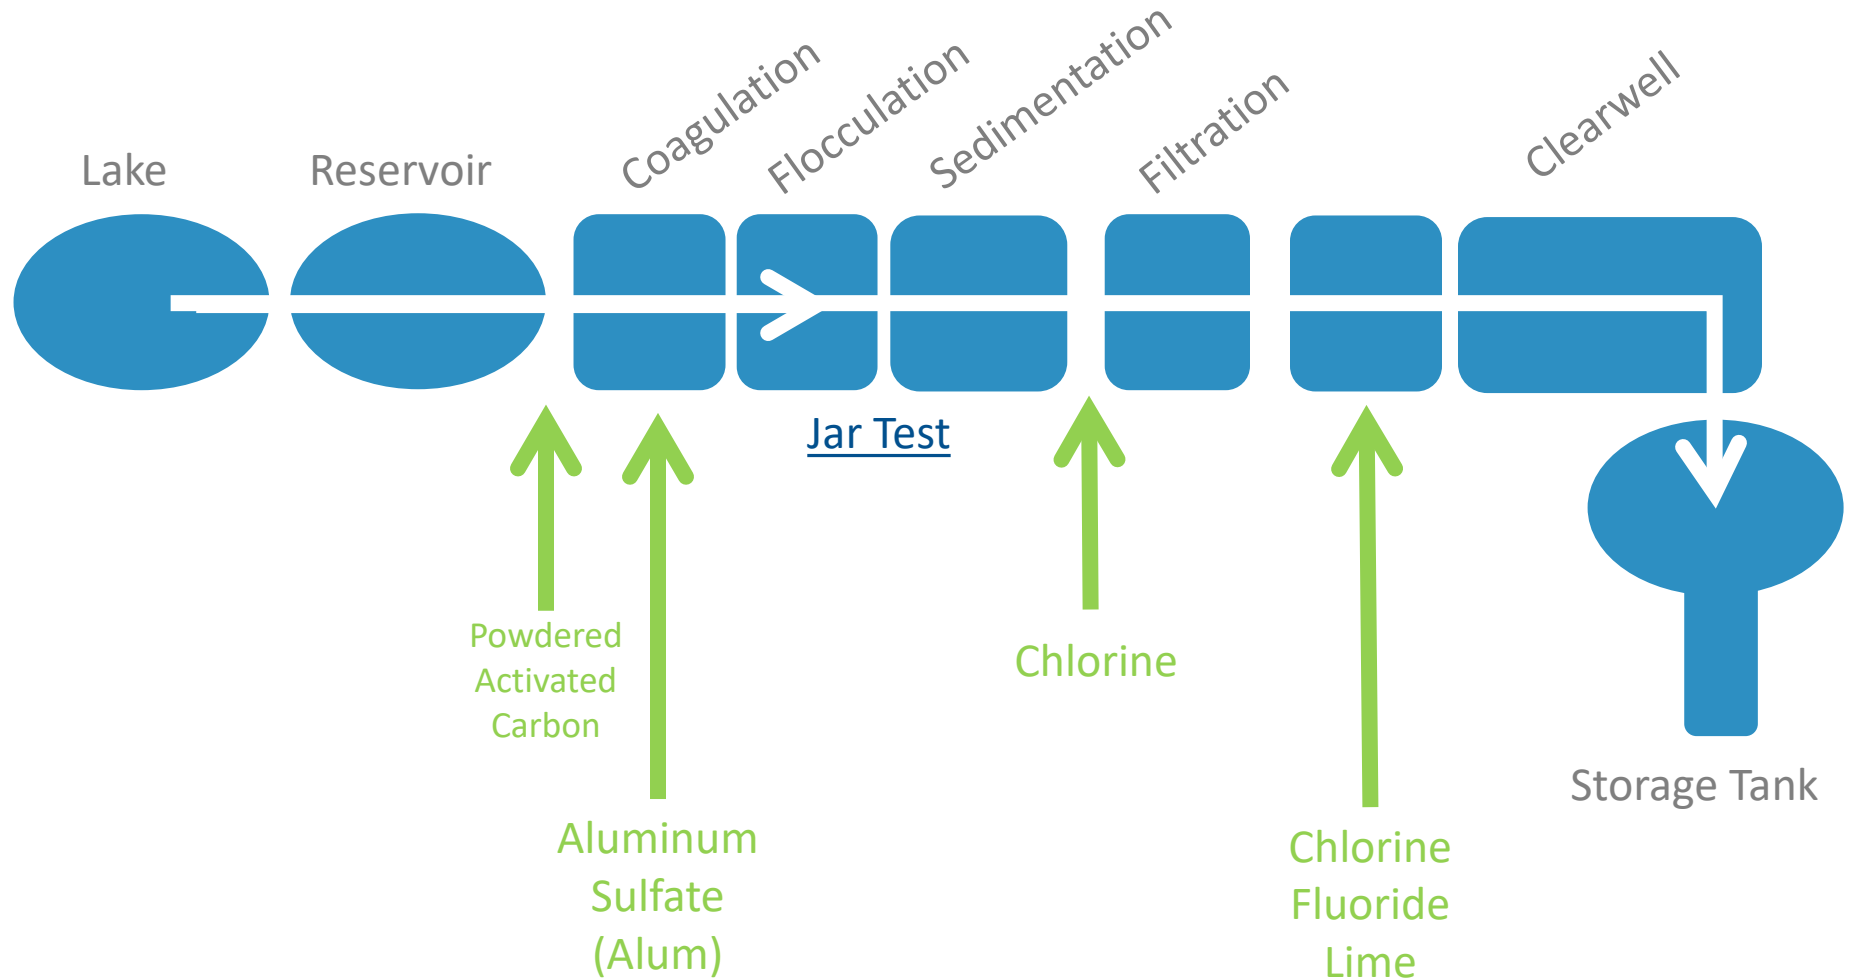 Lake
Reservoir
Coagulation
Flocculation
Sedimentation
Filtration
Clearwell
Jar Test
Powdered
Activated
Carbon
Aluminum
Sulfate
(Alum)
Chlorine
Chlorine
Fluoride
Lime
Storage Tank